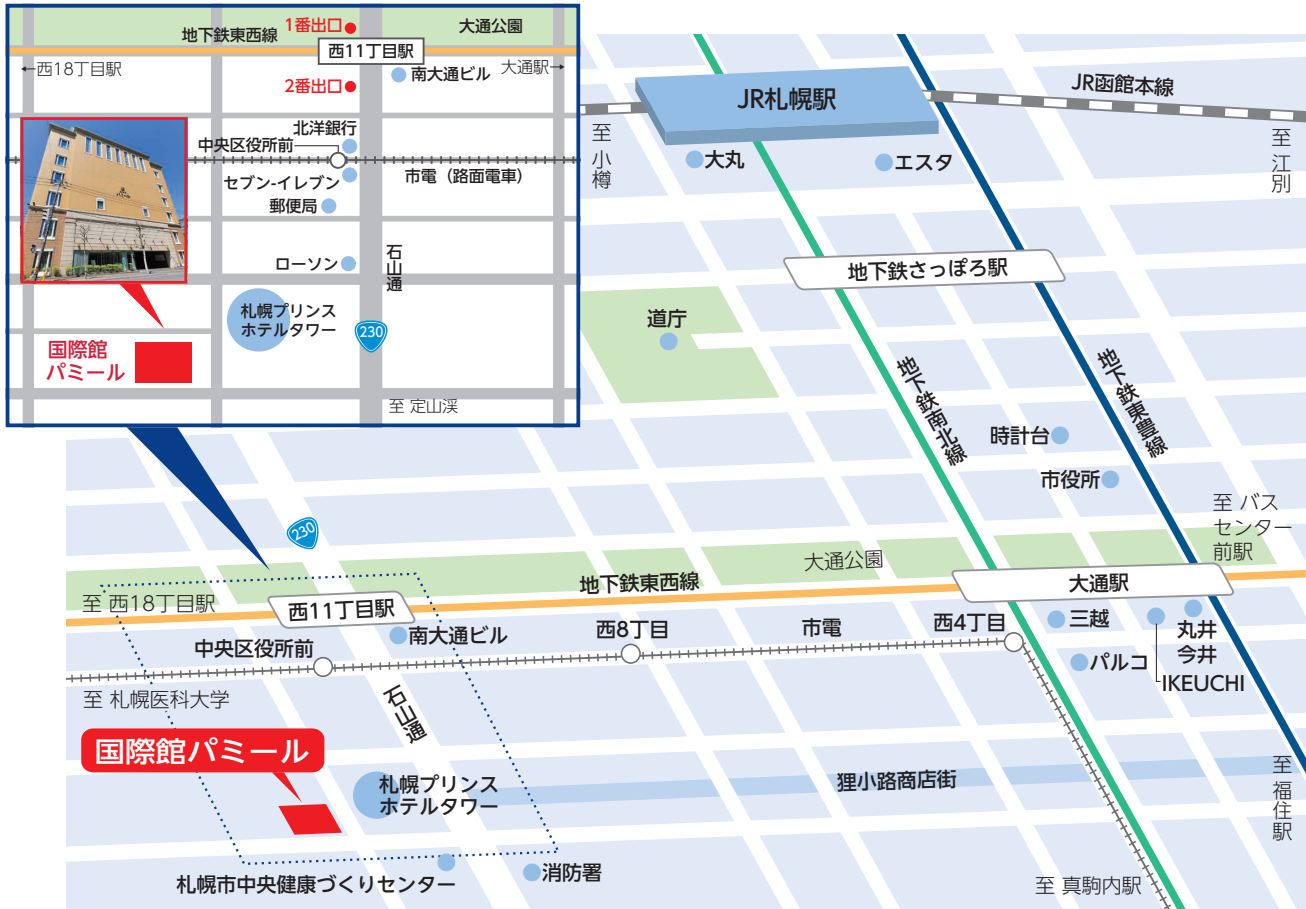 1番出口
地下鉄東西線
大通公園
西11丁目駅
←西18丁目駅
大通駅→
2番出口
南大通ビル
北洋銀行
中央区役所前
市電（路面電車）
セブン-イレブン
郵便局
ローソン
石山通
札幌プリンス
ホテルタワー
230
国際館
パミール
至 定山渓
JR札幌駅
JR函館本線
至 小樽
至 江別
大丸
エスタ
地下鉄さっぽろ駅
道庁
地下鉄南北線
地下鉄東豊線
時計台
市役所
至 バス
センター
前駅
230
大通公園
地下鉄東西線
大通駅
至 西18丁目駅
西11丁目駅
南大通ビル
中央区役所前
西8丁目
市電
西4丁目
三越
丸井
今井
パルコ
IKEUCHI
至 札幌医科大学
石山通
国際館パミール
札幌プリンス
ホテルタワー
狸小路商店街
至 福住駅
札幌市中央健康づくりセンター
消防署
至 真駒内駅